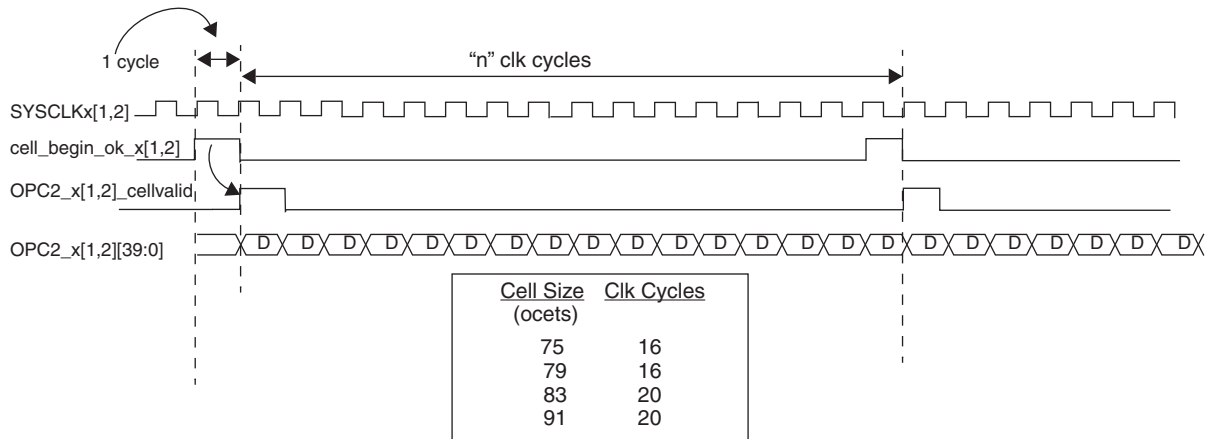 1 cycle
“n” clk cycles
SYSCLKx[1,2]
cell_begin_ok_x[1,2]
OPC2_x[1,2]_cellvalid
OPC2_x[1,2][39:0]
D D D D D D D D D D D D D D D D D D D D D D D
Cell Size Clk Cycles
(ocets)
75 16
79 16
83 20
91 20